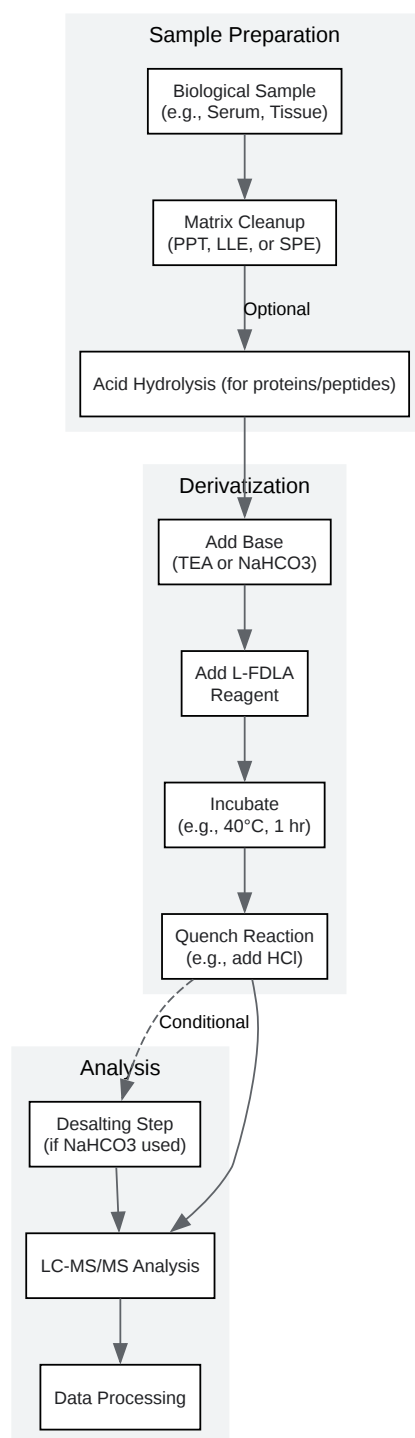 Sample Preparation
Biological Sample
(e.g., Serum, Tissue)
Matrix Cleanup
(PPT, LLE, or SPE)
Optional
Acid Hydrolysis (for proteins/peptides)
Derivatization
Add Base
(TEA or NaHCO3)
Add L-FDLA
Reagent
Incubate
(e.g., 40°C, 1 hr)
Quench Reaction
(e.g., add HCl)
Conditional
Analysis
Desalting Step
(if NaHCO3 used)
LC-MS/MS Analysis
Data Processing